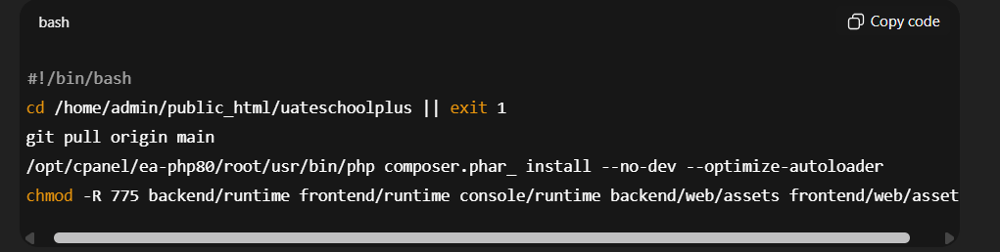 bash
Copy code
#!/bin/bash
cd /home/admin/public_html/uateschoolplus || exit 1
git pull origin main
/opt/cpanel/ea-php80/root/usr/bin/php composer.phar_ install --no-dev --optimize-autoloader
chmod -R 775 backend/runtime frontend/runtime console/runtime backend/web/assets frontend/web/asset